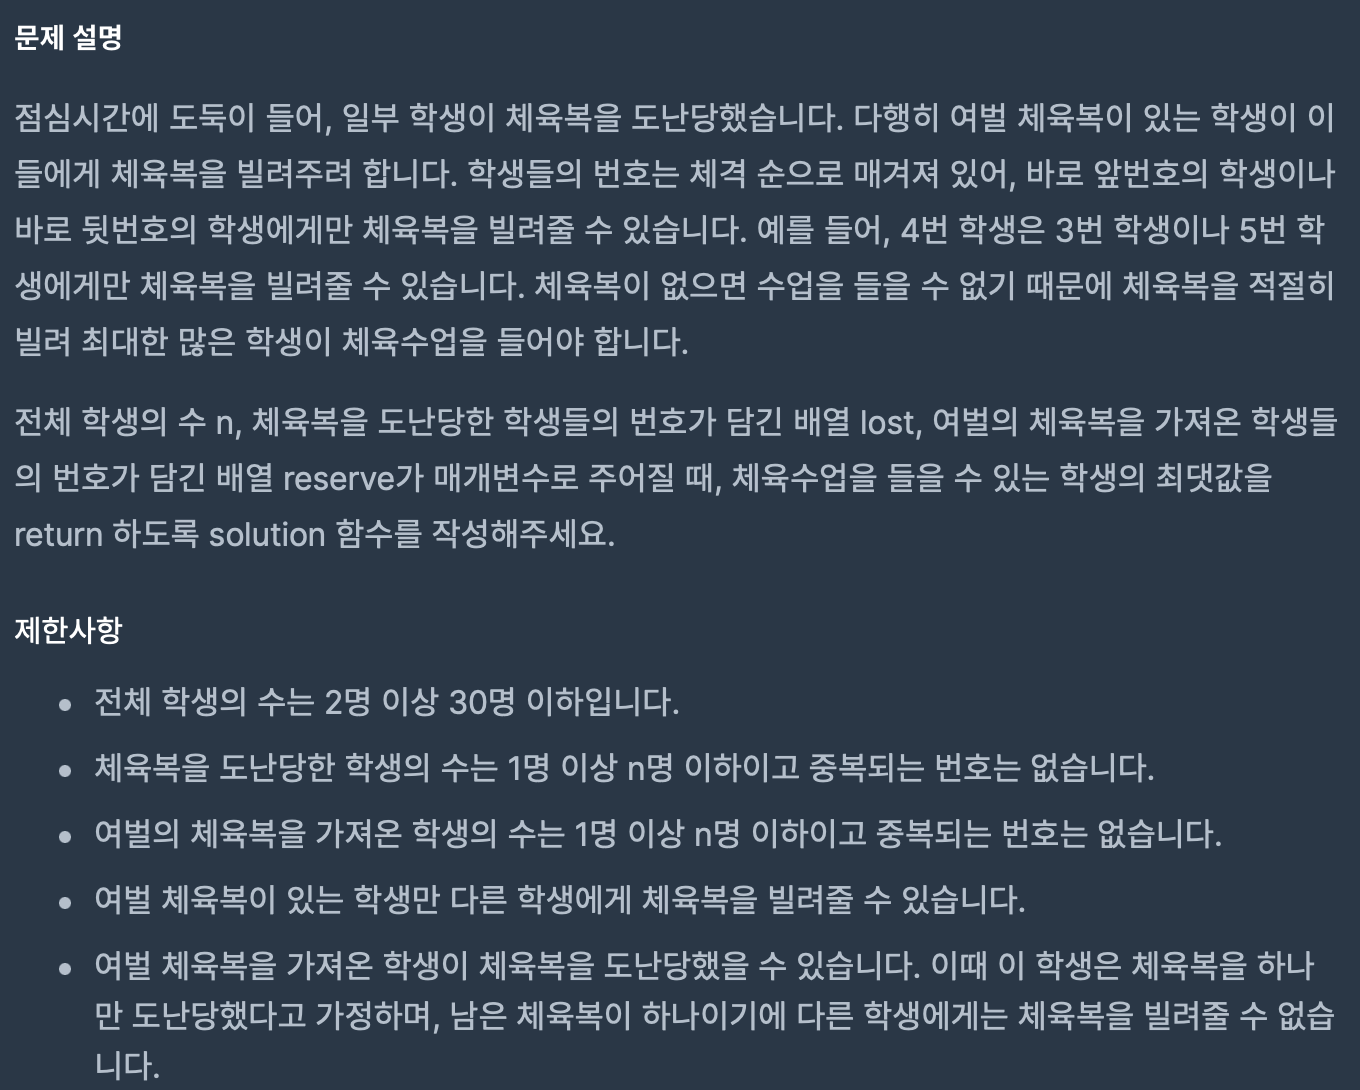 문제 설명
점심시간에 도둑이 들어, 일부 학생이 체육복을 도난당했습니다. 다행히 여벌 체육복이 있는 학생이 이
들에게 체육복을 빌려주려 합니다. 학생들의 번호는 체격 순으로 매겨져 있어, 바로 앞번호의 학생이나
바로 뒷번호의 학생에게만 체육복을 빌려줄 수 있습니다. 예를 들어, 4번 학생은 3번 학생이나 5번 학
생에게만 체육복을 빌려줄 수 있습니다. 체육복이 없으면 수업을 들을 수 없기 때문에 체육복을 적절히
빌려 최대한 많은 학생이 체육수업을 들어야 합니다.
전체 학생의 수 n, 체육복을 도난당한 학생들의 번호가 담긴 배열 lost, 여벌의 체육복을 가져온 학생들
의 번호가 담긴 배열 reserve가 매개변수로 주어질 때, 체육수업을 들을 수 있는 학생의 최댓값을
return 하도록 solution 함수를 작성해주세요.
제한사항
• 전체 학생의 수는 2명 이상 30명 이하입니다.
• 체육복을 도난당한 학생의 수는 1명 이상 n명 이하이고 중복되는 번호는 없습니다.
• 여벌의 체육복을 가져온 학생의 수는 1명 이상 n명 이하이고 중복되는 번호는 없습니다.
• 여벌 체육복이 있는 학생만 다른 학생에게 체육복을 빌려줄 수 있습니다.
• 여벌 체육복을 가져온 학생이 체육복을 도난당했을 수 있습니다. 이때 이 학생은 체육복을 하나
만 도난당했다고 가정하며, 남은 체육복이 하나이기에 다른 학생에게는 체육복을 빌려줄 수 없습
니다.